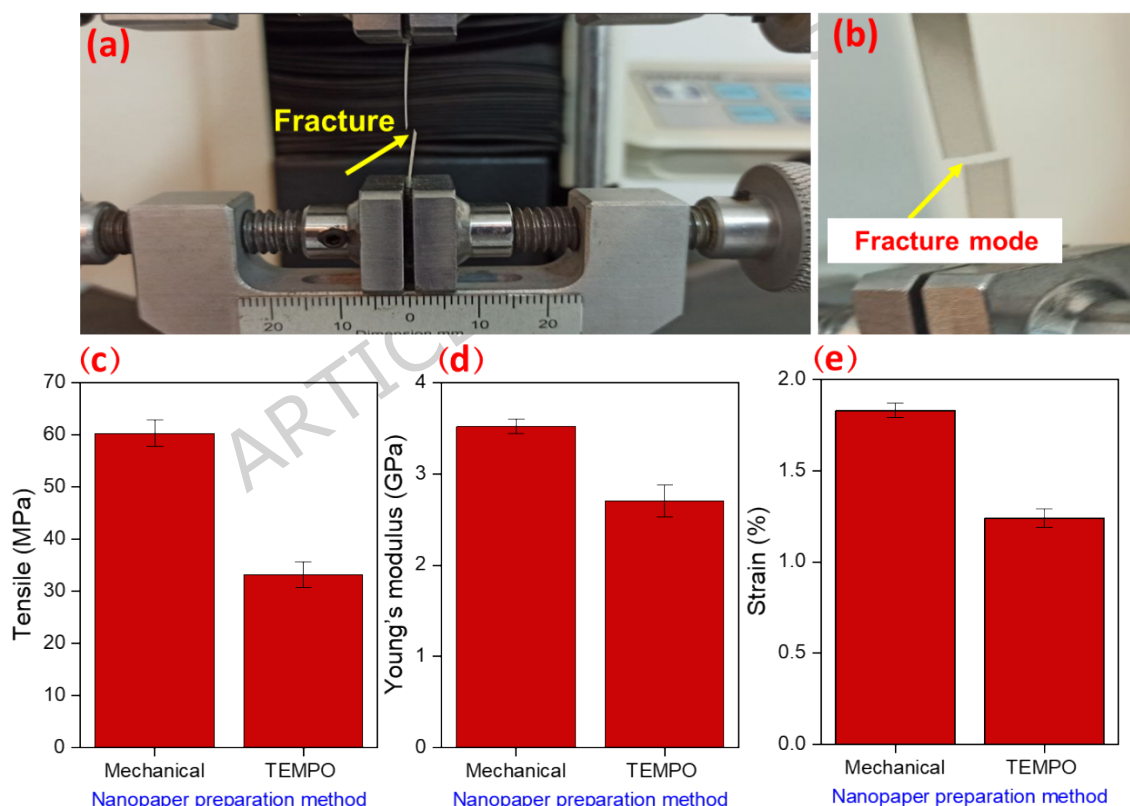 (a)
Fracture
20 10 0 10 20
Dimension mm
(b)
Fracture mode
ARTICLE
(c)
Tensile (MPa)
70
60
50
40
30
20
10
0
Mechanical TEMPO
Nanopaper preparation method
(d)
Young's modulus (GPa)
4
3
2
1
0
Mechanical TEMPO
Nanopaper preparation method
(e)
Strain (%)
2.0
1.5
1.0
0.5
0.0
Mechanical TEMPO
Nanopaper preparation method